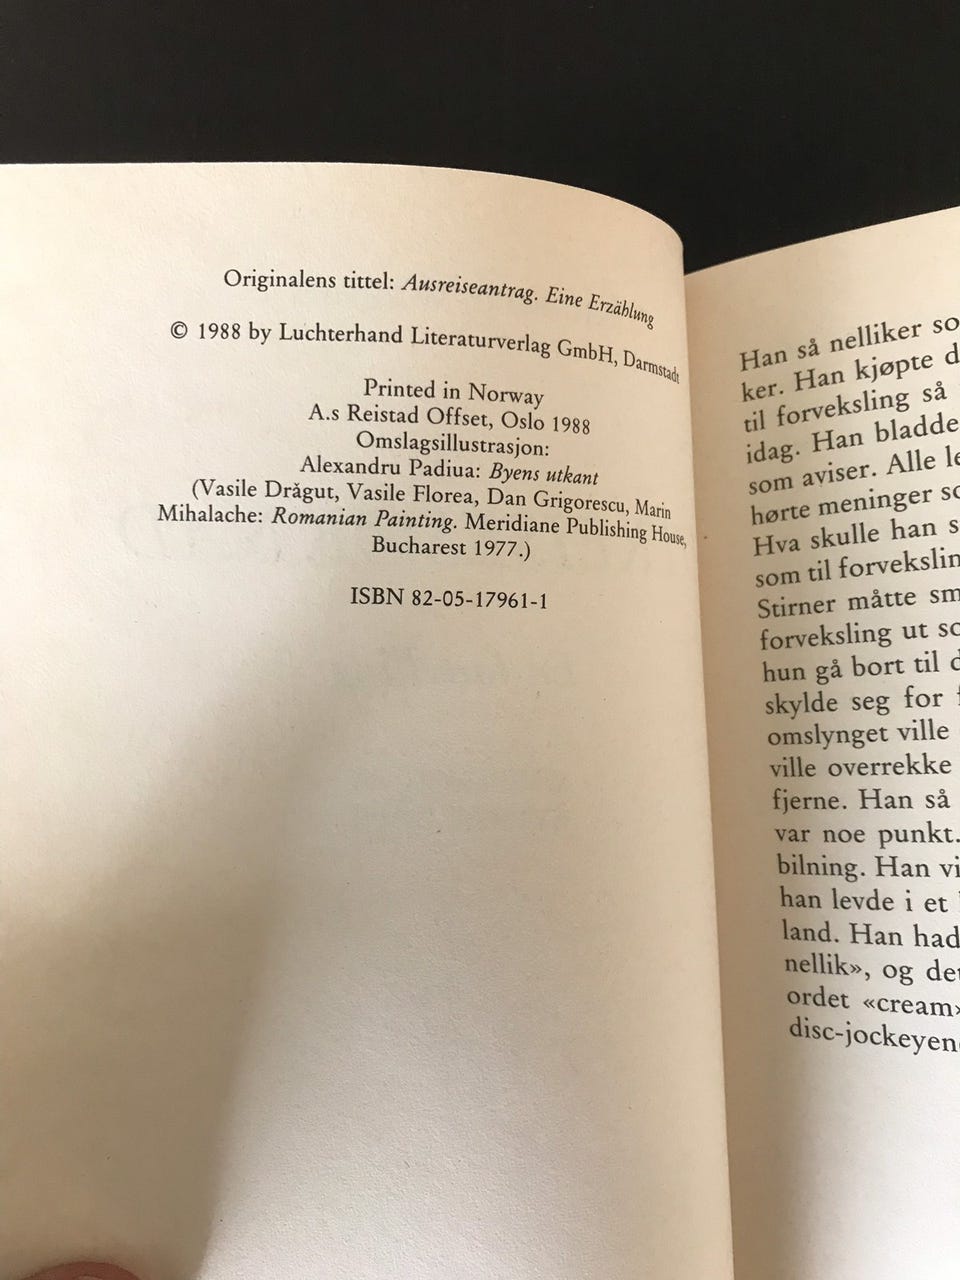 Originalens tittel: Ausreiseantrag. Eine Erzählung
© 1988 by Luchterhand Literaturverlag GmbH, Darmstadt
Printed in Norway
A.s Reistad Offset, Oslo 1988
Omslagsillustrasjon:
Alexandru Padiua: Byens utkant
(Vasile Drăgut, Vasile Florea, Dan Grigorescu, Marin
Mihalache: Romanian Painting. Meridiane Publishing House,
Bucharest 1977.)
ISBN 82-05-17961-1
Han så nelliker so
ker. Han kjøpte d
til forveksling så
idag. Han bladde
som aviser. Alle le
hørte meninger so
Hva skulle han s
som til forvekslin
Stirner måtte sm
forveksling ut so
hun gå bort til d
skylde seg for f
omslynget ville
ville overrekke
fjerne. Han så
var noe punkt.
bilning. Han vi
han levde i et
land. Han had
nellik», og det
ordet «cream»
disc-jockeyen